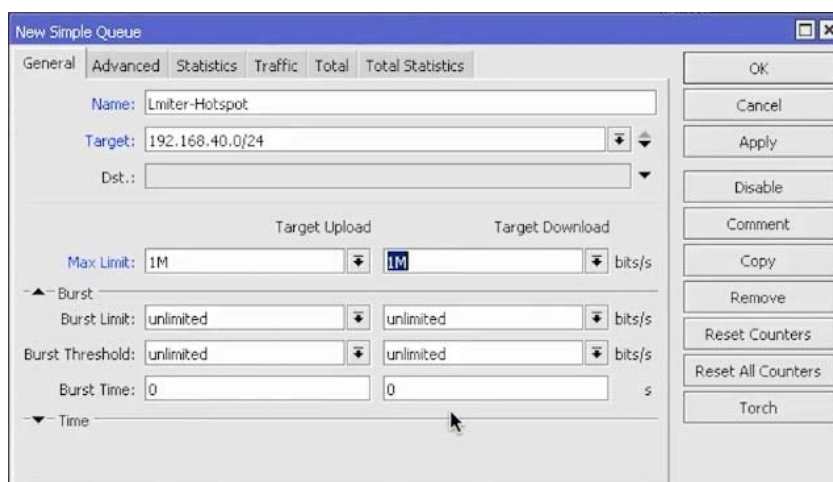 New Simple Queue
General Advanced Statistics Traffic Total Total Statistics
Name: Lmiter-Hotspot
Target: 192.168.40.0/24
Dst.:
Target Upload Target Download
Max Limit: 1M 1M bits/s
Burst
Burst Limit: unlimited unlimited bits/s
Burst Threshold: unlimited unlimited bits/s
Burst Time: 0 0 s
Time
OK
Cancel
Apply
Disable
Comment
Copy
Remove
Reset Counters
Reset All Counters
Torch